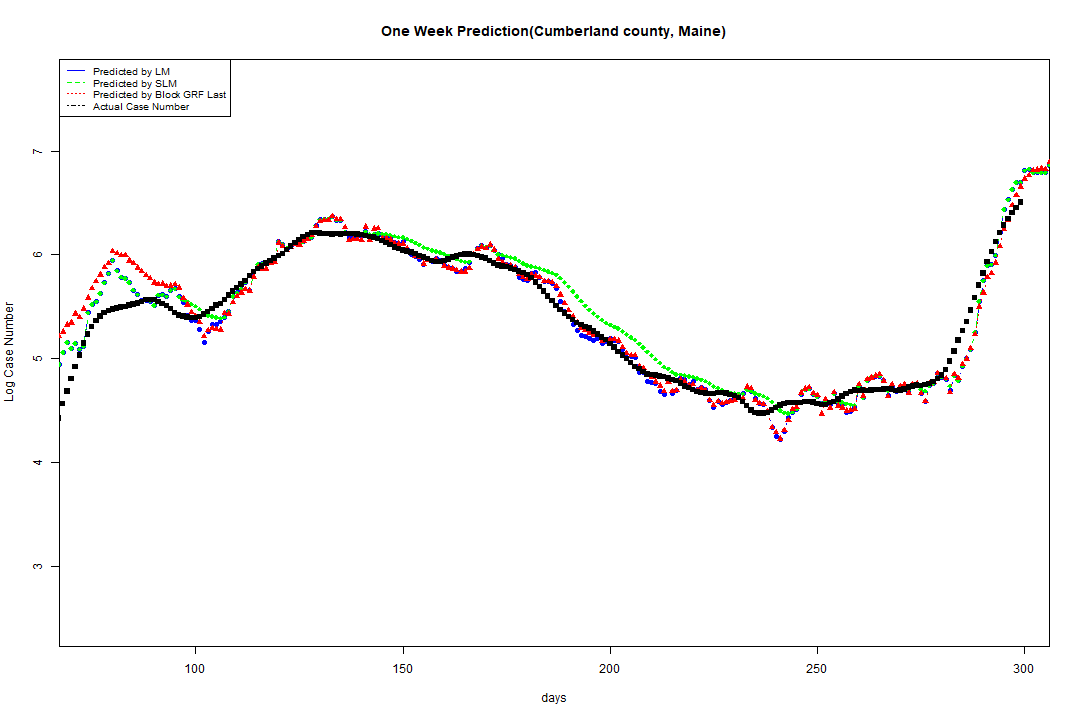 One Week Prediction(Cumberland county, Maine)
Predicted by LM
Predicted by SLM
Predicted by Block GRF Last
Actual Case Number
7
6
5
4
3
Log Case Number
100 150 200 250 300
days